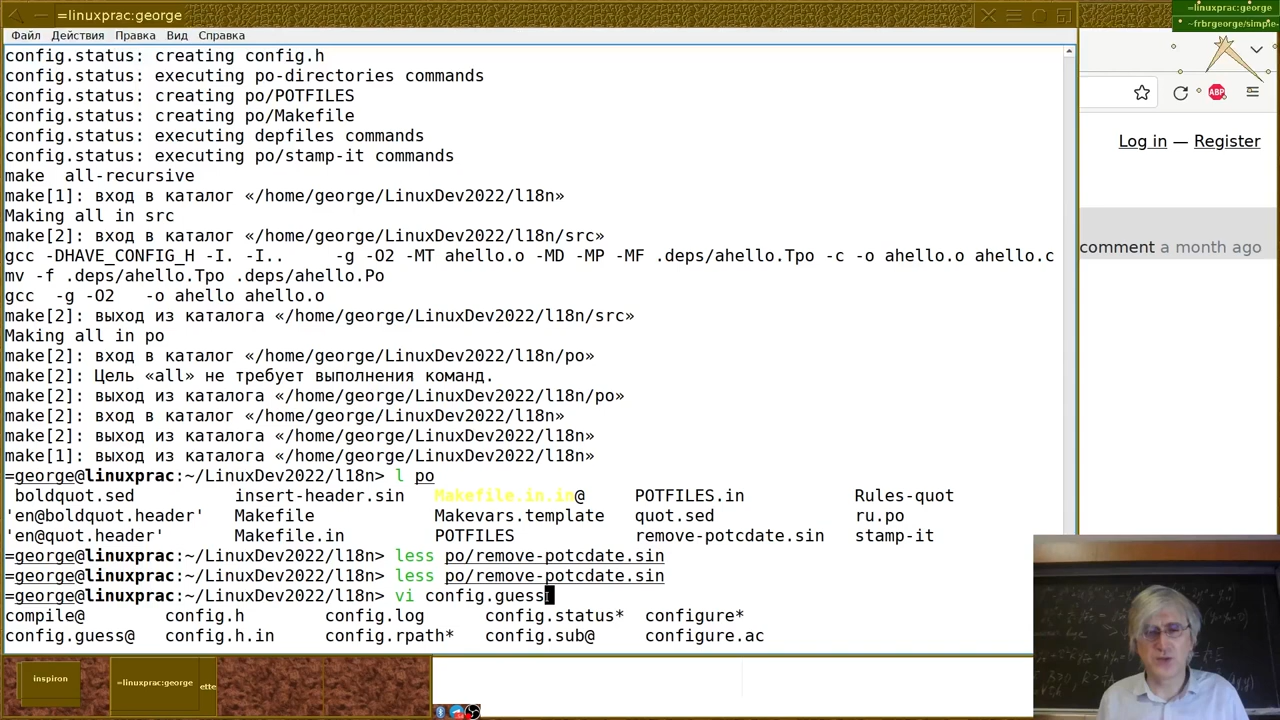 =linuxprac:george
=linuxprac:george
~frbrgeorge/simple-
Файл Действия Правка Вид Справка
config.status: creating config.h
config.status: executing po-directories commands
config.status: creating po/POTFILES
config.status: creating po/Makefile
config.status: executing depfiles commands
config.status: executing po/stamp-it commands
make  all-recursive
make[1]: вход в каталог «/home/george/LinuxDev2022/l18n»
Making all in src
make[2]: вход в каталог «/home/george/LinuxDev2022/l18n/src»
gcc -DHAVE_CONFIG_H -I. -I..     -g -O2 -MT ahello.o -MD -MP -MF .deps/ahello.Tpo -c -o ahello.o ahello.c
mv -f .deps/ahello.Tpo .deps/ahello.Po
gcc  -g -O2   -o ahello ahello.o
make[2]: выход из каталога «/home/george/LinuxDev2022/l18n/src»
Making all in po
make[2]: вход в каталог «/home/george/LinuxDev2022/l18n/po»
make[2]: Цель «all» не требует выполнения команд.
make[2]: выход из каталога «/home/george/LinuxDev2022/l18n/po»
make[2]: вход в каталог «/home/george/LinuxDev2022/l18n»
make[2]: выход из каталога «/home/george/LinuxDev2022/l18n»
make[1]: выход из каталога «/home/george/LinuxDev2022/l18n»
=george@linuxprac:~/LinuxDev2022/l18n> l po
boldquot.sed insert-header.sin Makefile.in.in@ POTFILES.in Rules-quot
'en@boldquot.header' Makefile Makevars.template quot.sed ru.po
'en@quot.header' Makefile.in POTFILES remove-potcdate.sin stamp-it
=george@linuxprac:~/LinuxDev2022/l18n> less po/remove-potcdate.sin
=george@linuxprac:~/LinuxDev2022/l18n> less po/remove-potcdate.sin
=george@linuxprac:~/LinuxDev2022/l18n> vi config.guess
compile@ config.h config.log config.status* configure*
config.guess@ config.h.in config.rpath* config.sub@ configure.ac
ABP
Log in — Register
comment a month ago
inspiron
=linuxprac:george
ette